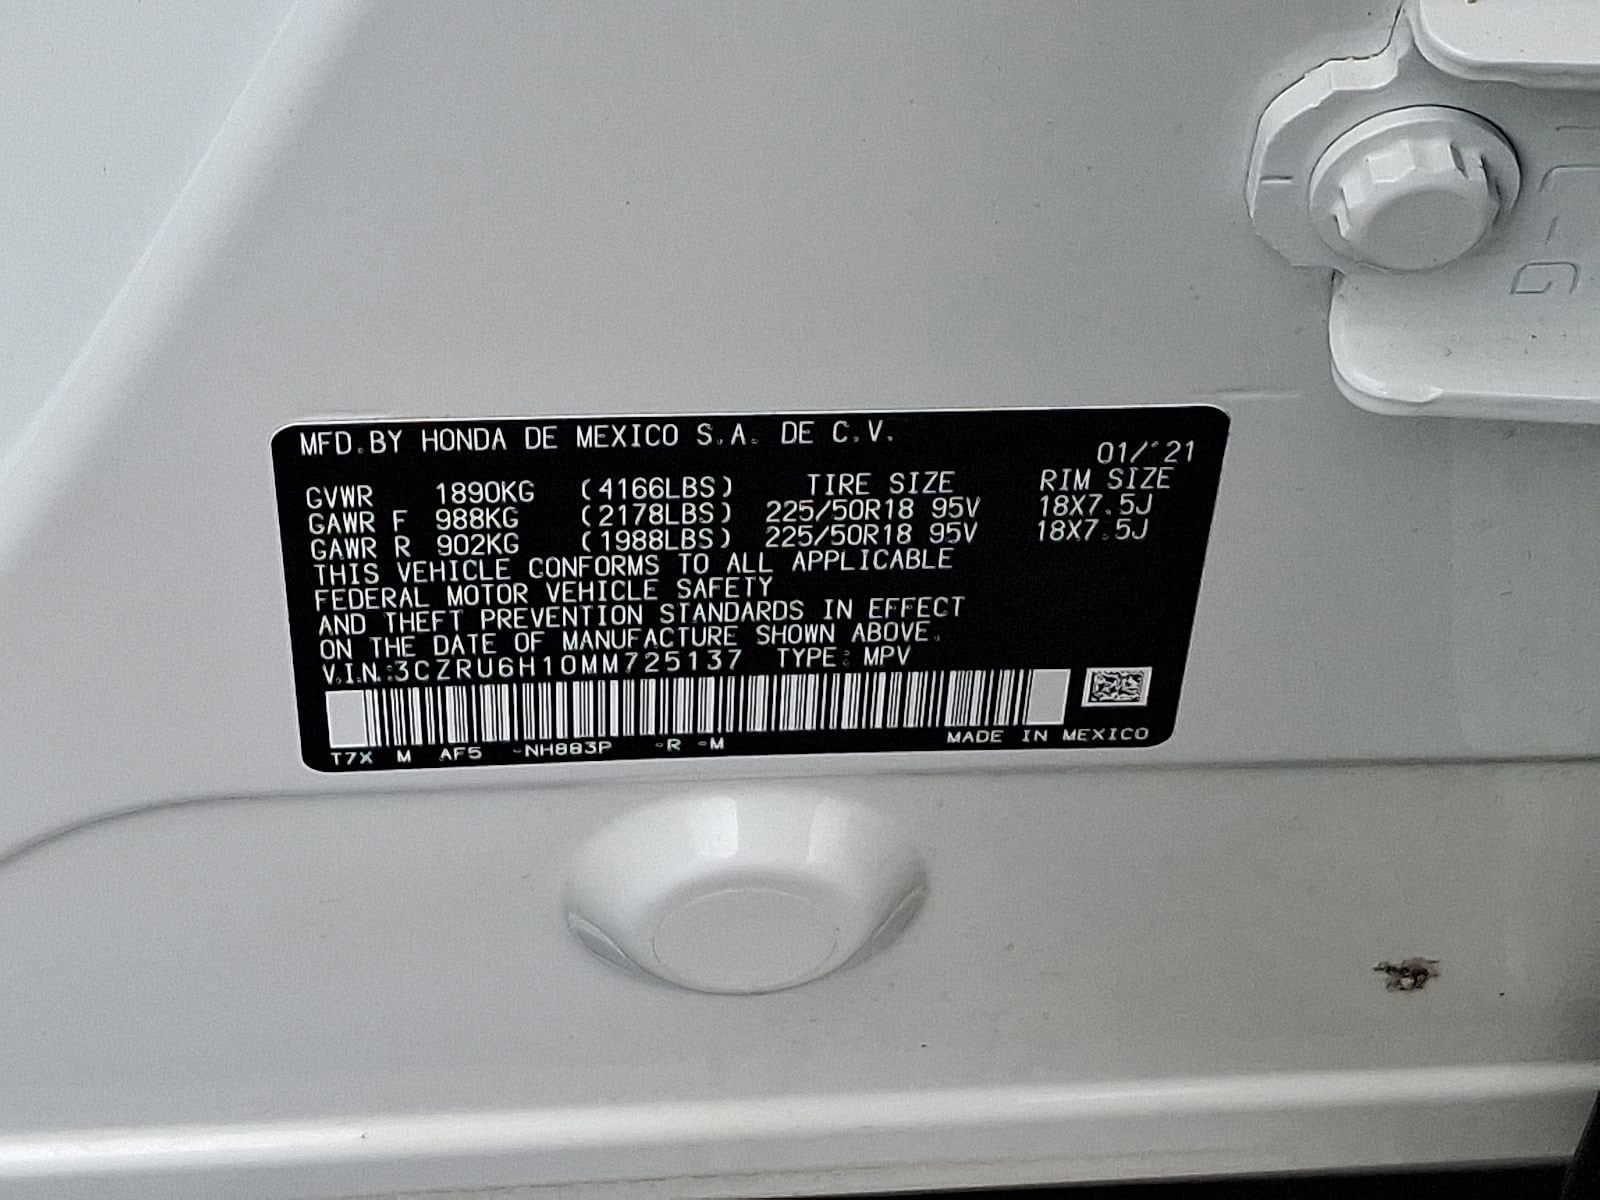 MFD.BY HONDA DE MEXICO S.A. DE C.V.
01/'21
GVWR 1890KG (4166LBS) TIRE SIZE RIM SIZE
GAWR F 988KG (2178LBS) 225/50R18 95V 18X7.5J
GAWR R 902KG (1988LBS) 225/50R18 95V 18X7.5J
THIS VEHICLE CONFORMS TO ALL APPLICABLE
FEDERAL MOTOR VEHICLE SAFETY
AND THEFT PREVENTION STANDARDS IN EFFECT
ON THE DATE OF MANUFACTURE SHOWN ABOVE.
V.I.N.:3CZRU6H10MM725137 TYPE: MPV
T7X M AF5 -NH883P -R -M MADE IN MEXICO